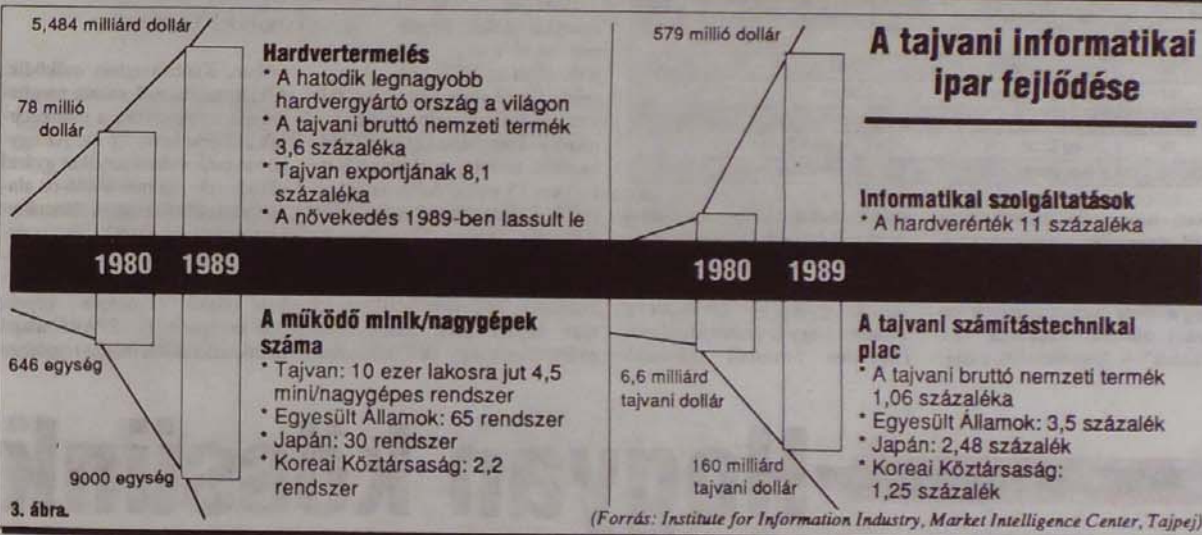 A tajvani informatikai
ipar fejlődése
5,484 milliárd dollár
78 millió
dollár
Hardvertermelés
* A hatodik legnagyobb
hardvergyártó ország a világon
* A tajvani bruttó nemzeti termék
3,6 százaléka
* Tajvan exportjának 8,1
százaléka
* A növekedés 1989-ben lassult le
579 millió dollár
Informatikai szolgáltatások
* A hardverérték 11 százaléka
1980 1989
1980 1989
646 egység
9000 egység
A működő minik/nagygépek
száma
* Tajvan: 10 ezer lakosra jut 4,5
mini/nagygépes rendszer
* Egyesült Államok: 65 rendszer
* Japán: 30 rendszer
* Koreai Köztársaság: 2,2
rendszer
6,6 milliárd
tajvani dollár
160 milliárd
tajvani dollár
A tajvani számítástechnikai
piac
* A tajvani bruttó nemzeti termék
1,06 százaléka
* Egyesült Államok: 3,5 százalék
* Japán: 2,48 százalék
* Koreai Köztársaság:
1,25 százalék
3. ábra.
(Forrás: Institute for Information Industry, Market Intelligence Center, Tajpej)